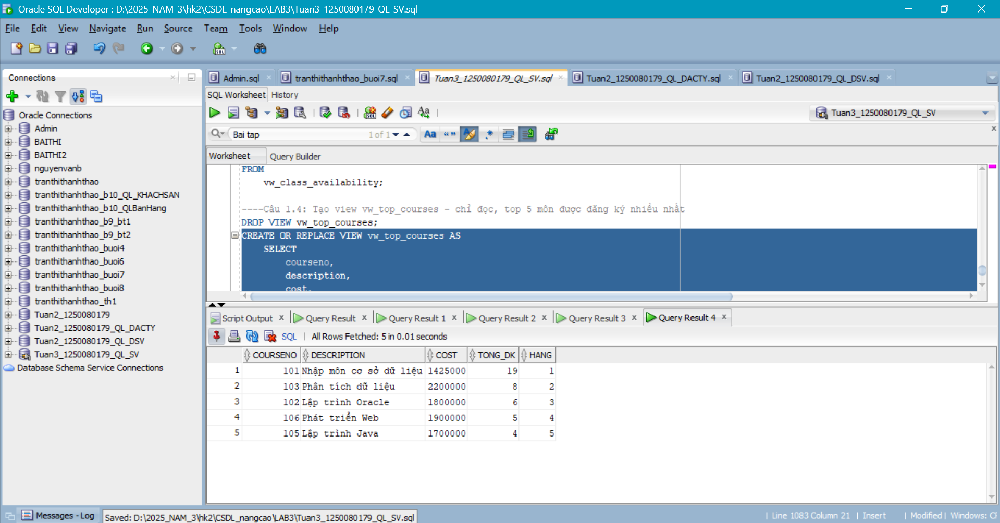 Oracle SQL Developer : D:\2025_NAM_3\hk2\CSDL_nangcao\LAB3\Tuan3_1250080179_QL_SV.sql
File Edit View Navigate Run Source Team Tools Window Help
Connections
Oracle Connections
Admin
BAITHI
BAITHI2
nguyenvanb
tranthithanhthao
tranthithanhthao_b10_QL_KHACHSAN
tranthithanhthao_b10_QLBanHang
tranthithanhthao_b9_bt1
tranthithanhthao_b9_bt2
tranthithanhthao_buoi4
tranthithanhthao_buoi6
tranthithanhthao_buoi7
tranthithanhthao_buoi8
tranthithanhthao_th1
Tuan2_1250080179
Tuan2_1250080179_QL_DACTY
Tuan2_1250080179_QL_DSV
Tuan3_1250080179_QL_SV
Database Schema Service Connections
Admin.sql tranthithanhthao_buoi7.sql Tuan3_1250080179_QL_SV.sql Tuan2_1250080179_QL_DACTY.sql Tuan2_1250080179_QL_DSV.sql
SQL Worksheet History
Tuan3_1250080179_QL_SV
Bai tap 1 of 1 Aa “ ” .*
Worksheet Query Builder
FROM
vw_class_availability;
----Câu 1.4: Tạo view vw_top_courses - chỉ đọc, top 5 môn được đăng ký nhiều nhất
DROP VIEW vw_top_courses;
CREATE OR REPLACE VIEW vw_top_courses AS
SELECT
courseno,
description,
cost,
Script Output x Query Result x Query Result 1 x Query Result 2 x Query Result 3 x Query Result 4 x
SQL | All Rows Fetched: 5 in 0.01 seconds
COURSENO DESCRIPTION COST TONG_DK HANG
1 101 Nhập môn cơ sở dữ liệu 1425000 19 1
2 103 Phân tích dữ liệu 2200000 8 2
3 102 Lập trình Oracle 1800000 6 3
4 106 Phát triển Web 1900000 5 4
5 105 Lập trình Java 1700000 4 5
Messages - Log
Saved: D:\2025_NAM_3\hk2\CSDL_nangcao\LAB3\Tuan3_1250080179_QL_SV.sql
| Line 1083 Column 21 | Insert | Modified | Windows: CF